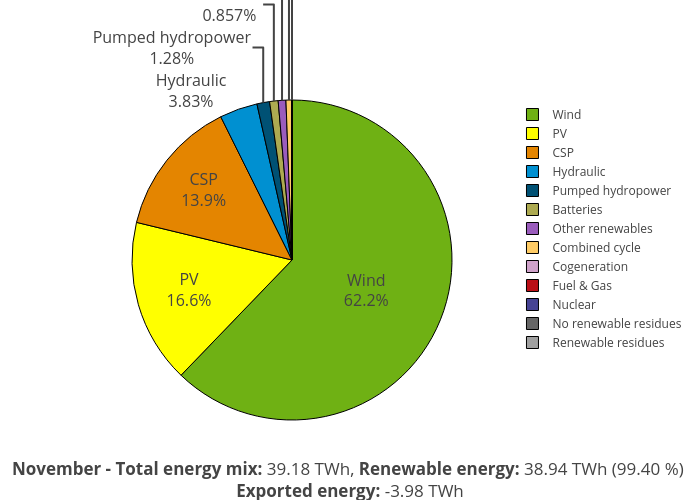 0.857%
Pumped hydropower
1.28%
Hydraulic
3.83%
CSP
13.9%
PV
16.6%
Wind
62.2%
Wind
PV
CSP
Hydraulic
Pumped hydropower
Batteries
Other renewables
Combined cycle
Cogeneration
Fuel & Gas
Nuclear
No renewable residues
Renewable residues
November - Total energy mix: 39.18 TWh, Renewable energy: 38.94 TWh (99.40 %)
Exported energy: -3.98 TWh